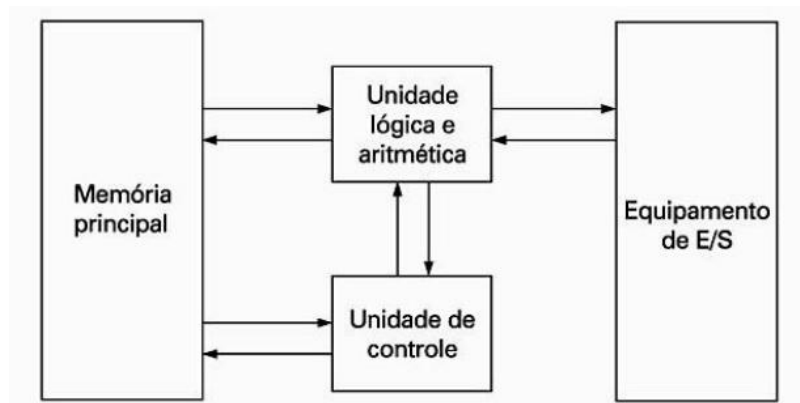 Memória
principal
Unidade
lógica e
aritmética
Unidade de
controle
Equipamento
de E/S